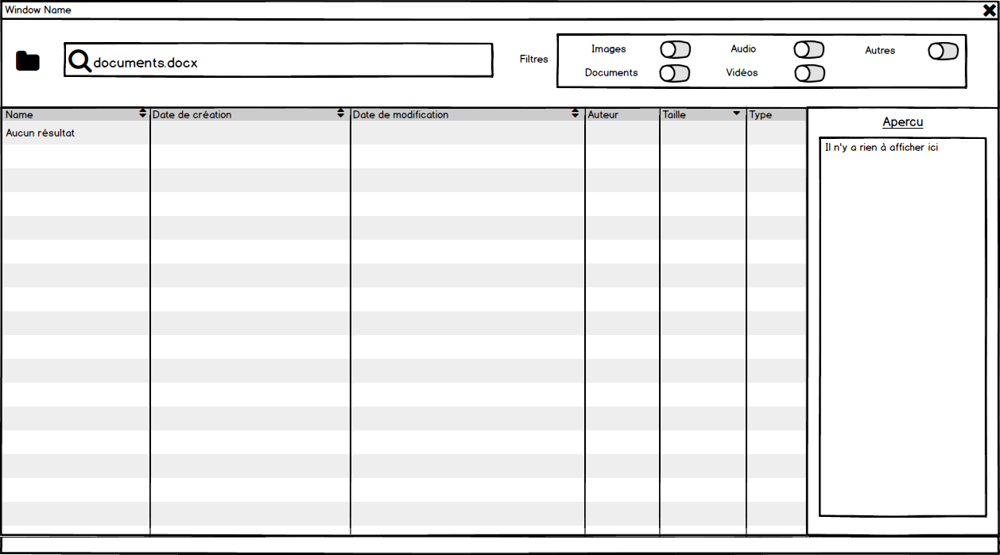 Window Name
documents.docx
Filtres
Images
Audio
Autres
Documents
Vidéos
Name
Date de création
Date de modification
Auteur
Taille
Type
Aucun résultat
Apercu
Il n'y a rien à afficher ici